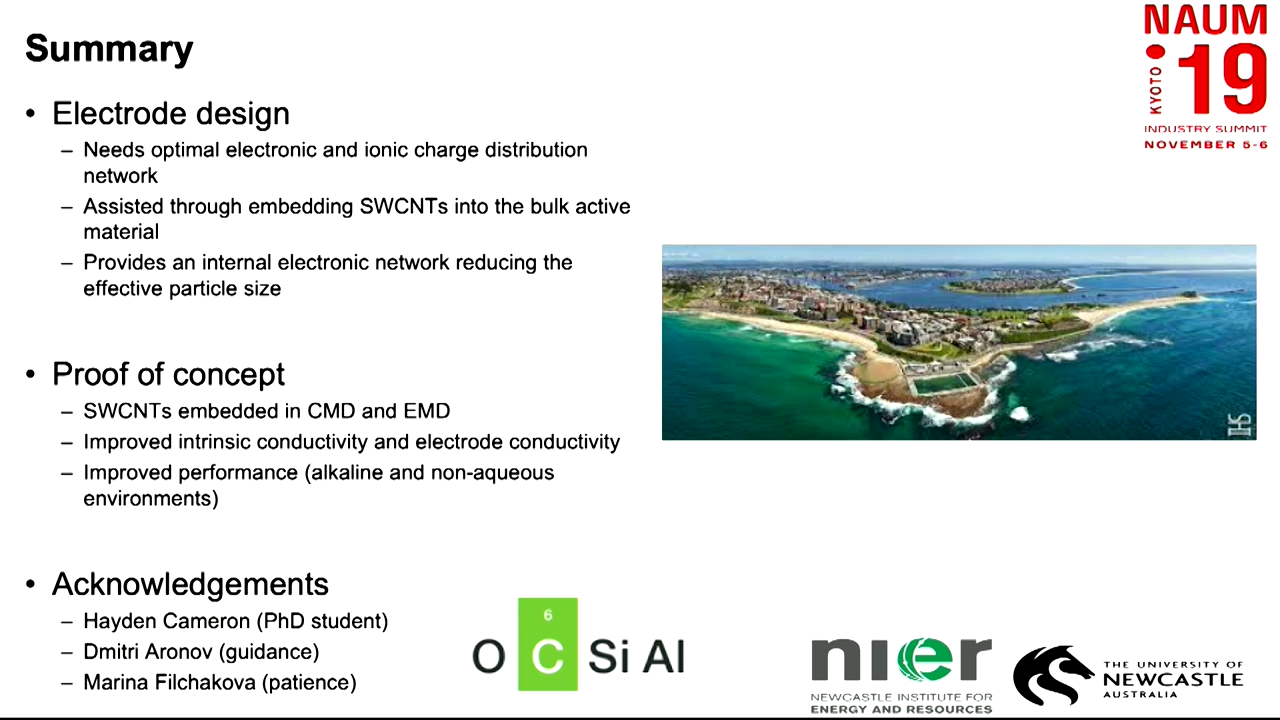 Summary
NAUM
KYOTO
i19
INDUSTRY SUMMIT
NOVEMBER 5-6
• Electrode design
– Needs optimal electronic and ionic charge distribution
network
– Assisted through embedding SWCNTs into the bulk active
material
– Provides an internal electronic network reducing the
effective particle size
• Proof of concept
– SWCNTs embedded in CMD and EMD
– Improved intrinsic conductivity and electrode conductivity
– Improved performance (alkaline and non-aqueous
environments)
• Acknowledgements
– Hayden Cameron (PhD student)
– Dmitri Aronov (guidance)
– Marina Filchakova (patience)
6
O C Si Al
nier
NEWCASTLE INSTITUTE FOR
ENERGY AND RESOURCES
THE UNIVERSITY OF
NEWCASTLE
AUSTRALIA